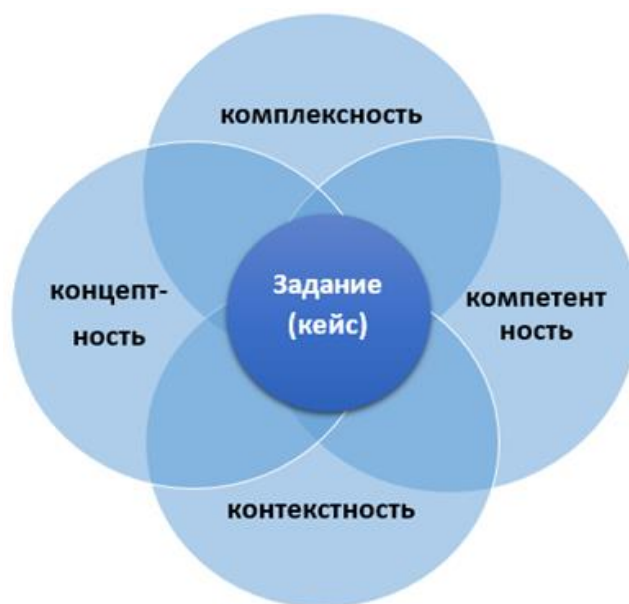 комплексность
концепт-
ность
Задание
(кейс)
компетент
ность
контекстность